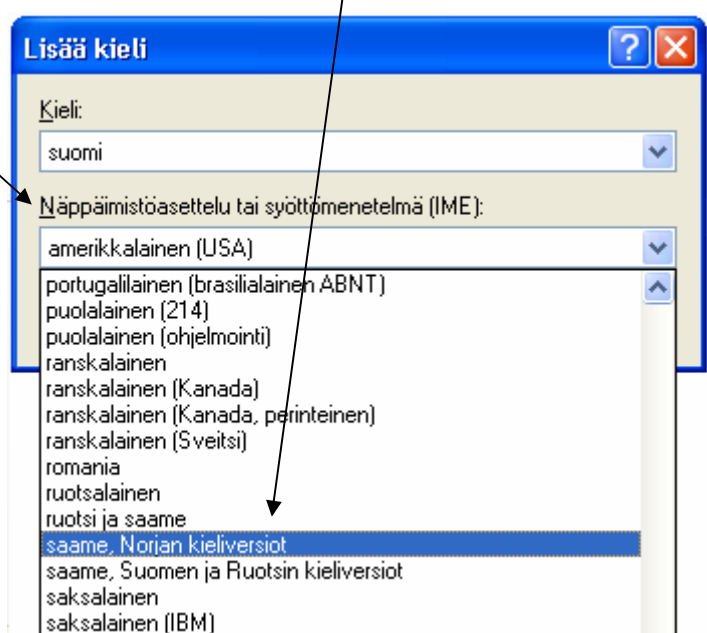 Lisää kieli
Kieli:
suomi
Näppäimistöasettelu tai syöttömenetelmä (IME):
amerikkalainen (USA)
portugalilainen (brasilialainen ABNT)
puolalainen (214)
puolalainen (ohjelmointi)
ranskalainen
ranskalainen (Kanada)
ranskalainen (Kanada, perinteinen)
ranskalainen (Sveitsi)
romania
ruotsalainen
ruotsi ja saame
saame, Norjan kieliversiot
saame, Suomen ja Ruotsin kieliversiot
saksalainen
saksalainen (IBM)